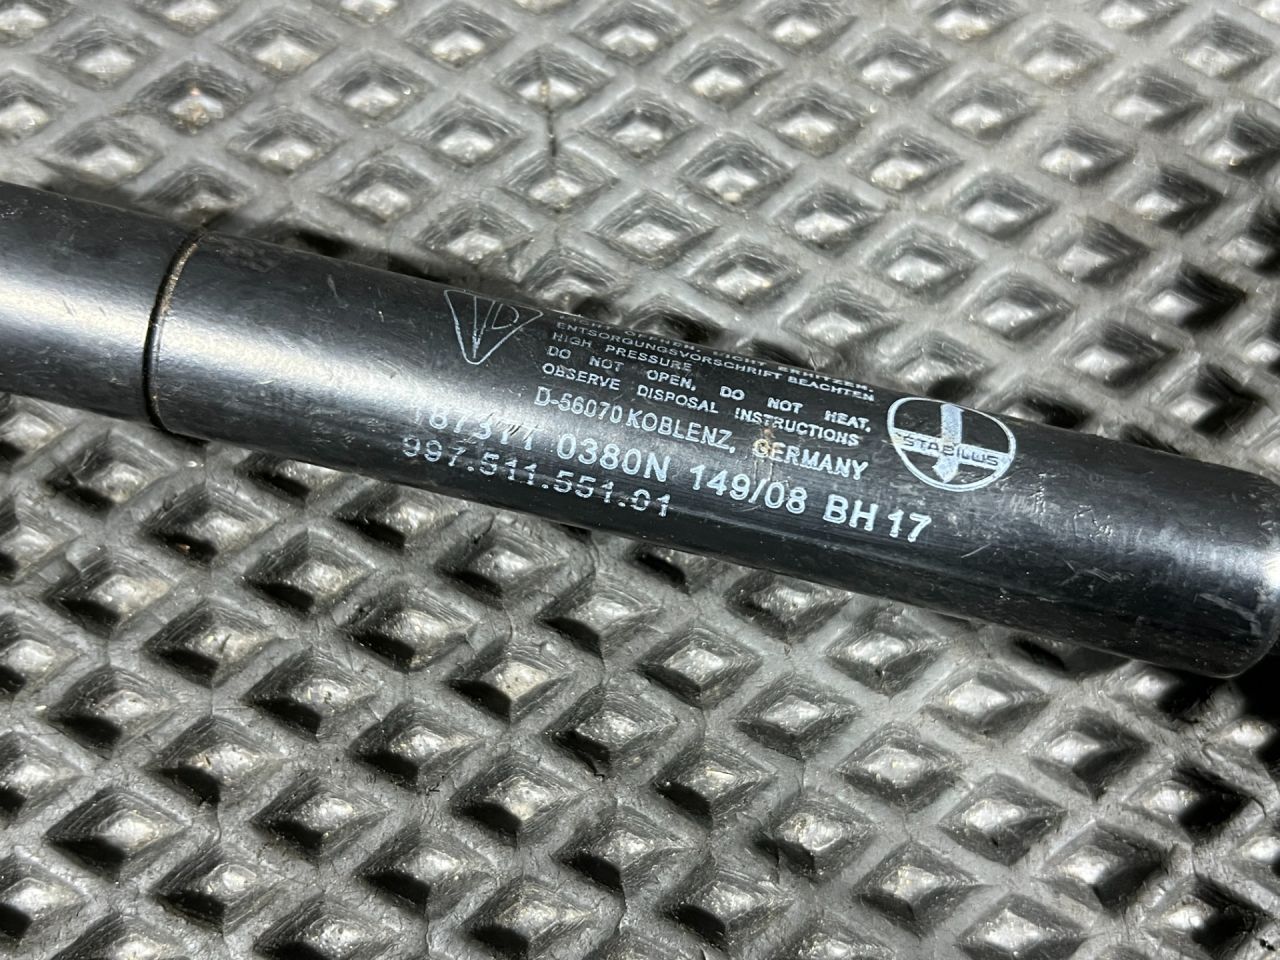 ENTSORGUNGSVORSCHRIFT BEACHTEN
HIGH PRESSURE
DO NOT OPEN, DO NOT HEAT,
OBSERVE DISPOSAL INSTRUCTIONS
D-56070 KOBLENZ, GERMANY
0380N 149/08 BH 17
997.511.551.01
STABILUS